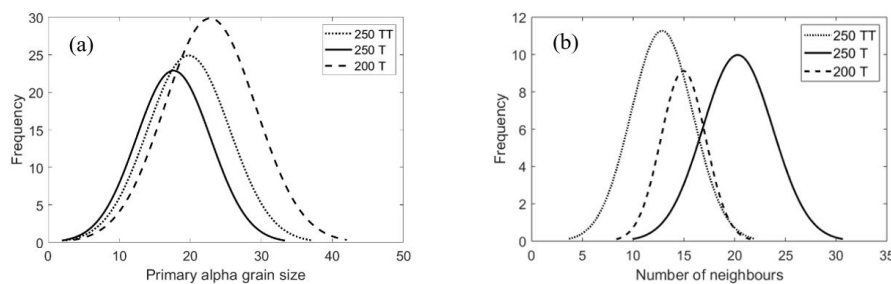 (a)
250 TT
250 T
200 T
30
25
20
15
10
5
0
Frequency
0 10 20 30 40 50
Primary alpha grain size
(b)
250 TT
250 T
200 T
12
10
8
6
4
2
0
Frequency
0 5 10 15 20 25 30 35
Number of neighbours